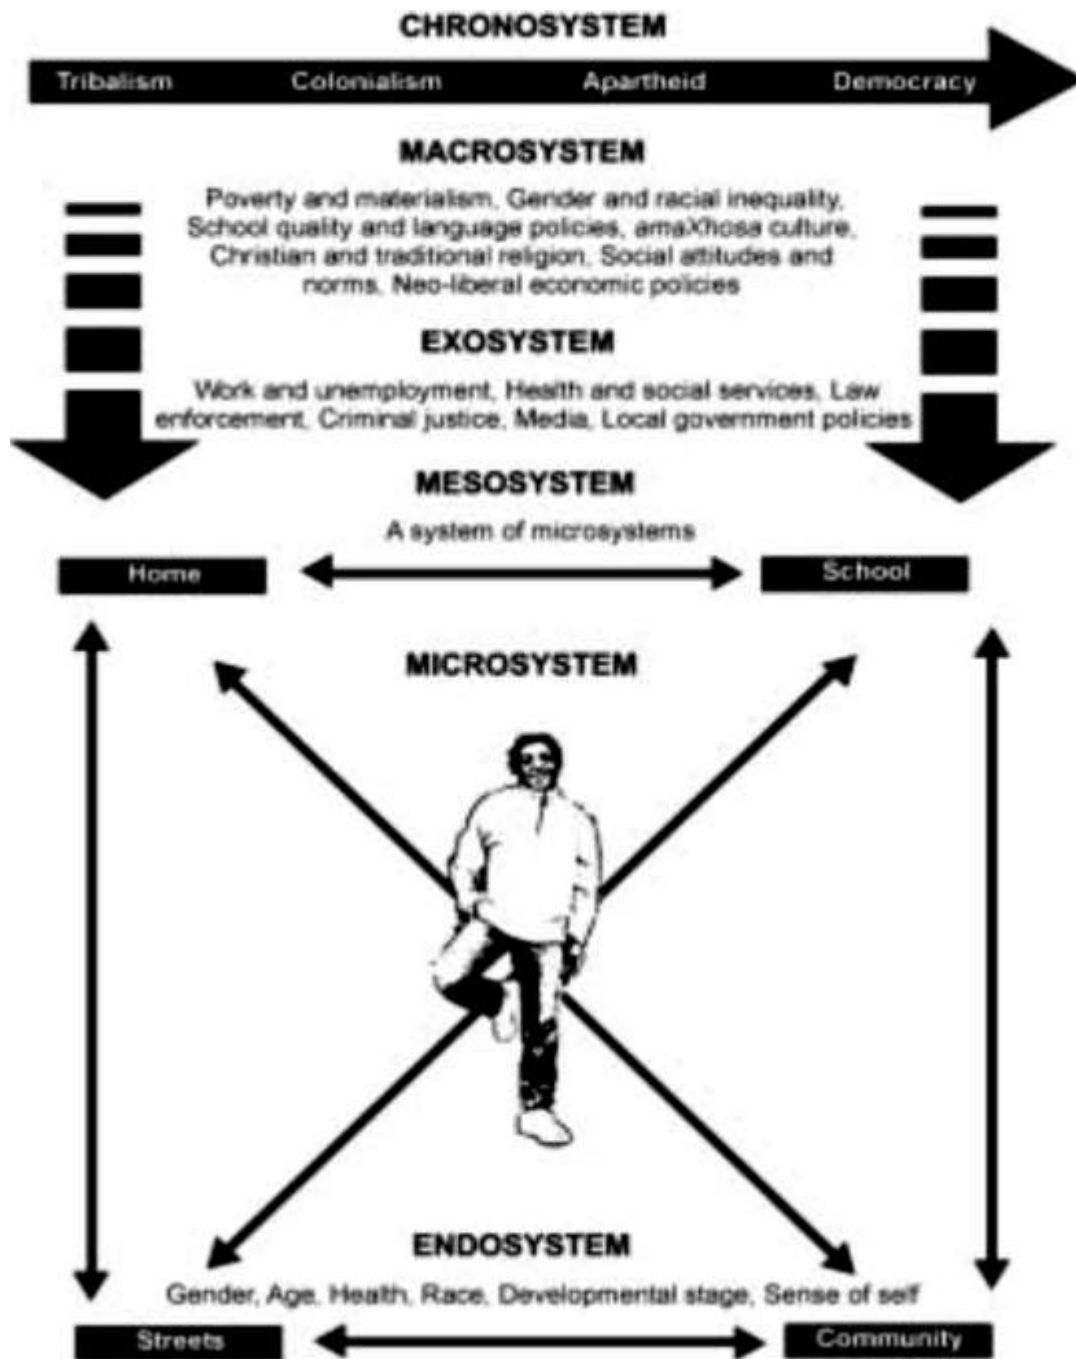 CHRONOSYSTEM
Tribalism Colonialism Apartheid Democracy
MACROSYSTEM
Poverty and materialism, Gender and racial inequality,
School quality and language policies, amaXhosa culture,
Christian and traditional religion, Social attitudes and
norms, Neo-liberal economic policies
EXOSYSTEM
Work and unemployment, Health and social services, Law
enforcement, Criminal justice, Media, Local government policies
MESOSYSTEM
A system of microsystems
Home School
MICROSYSTEM
ENDOSYSTEM
Gender, Age, Health, Race, Developmental stage, Sense of self
Streets Community